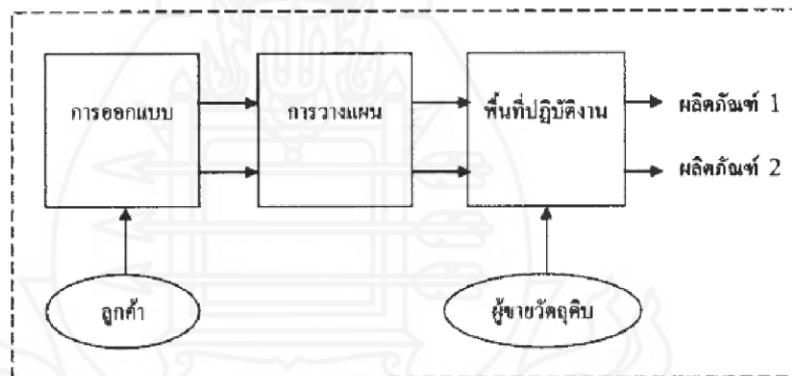 การออกแบบ
การวางแผน
พื้นที่ปฏิบัติงาน
ผลิตภัณฑ์ 1
ผลิตภัณฑ์ 2
ลูกค้า
ผู้ขายวัตถุดิบ